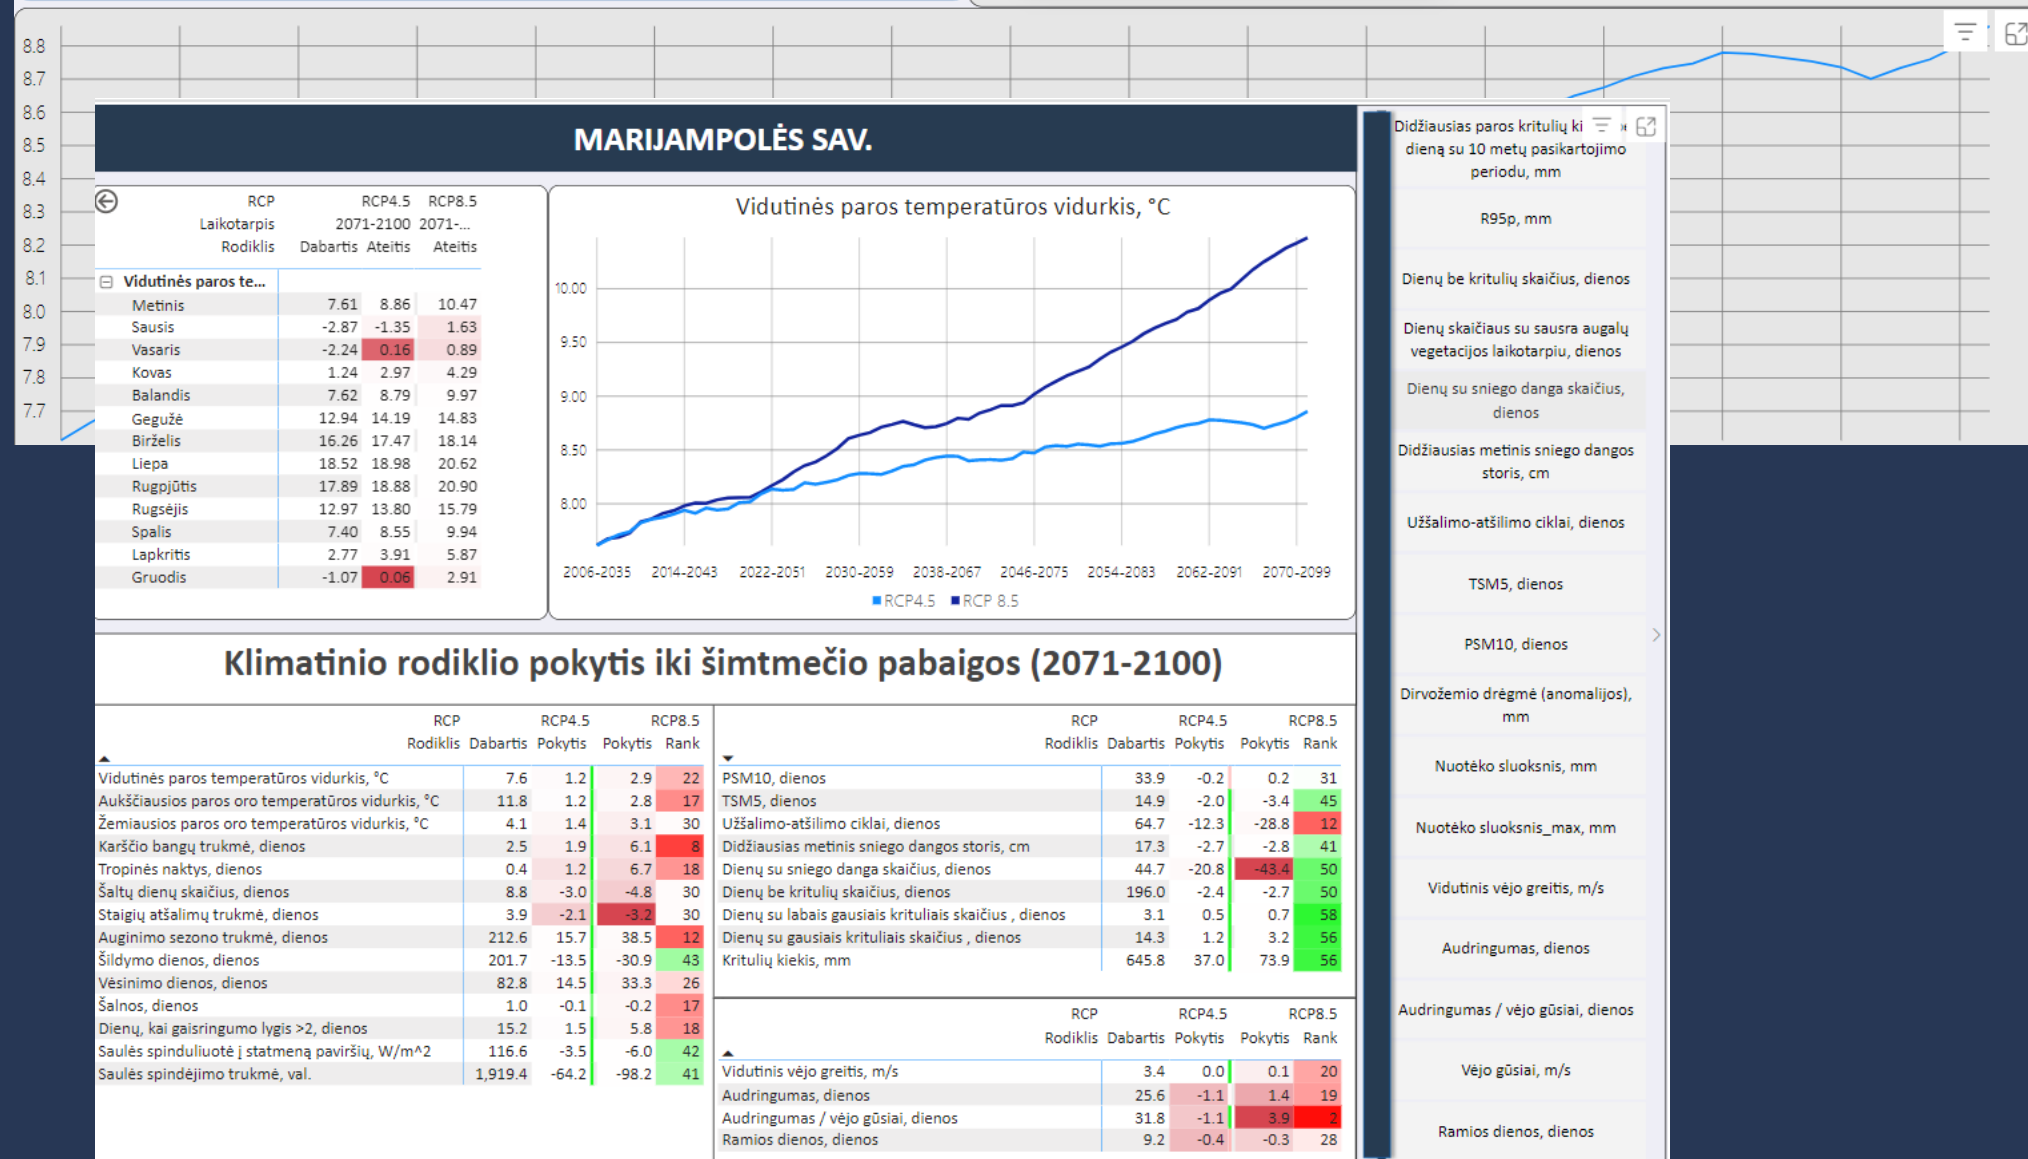 8.8
8.7
8.6
8.5
8.4
8.3
8.2
8.1
8.0
7.9
7.8
7.7
MARIJAMPOLĖS SAV.
RCP RCP4.5 RCP8.5
Laikotarpis 2071-2100 2071-...
Rodiklis Dabartis Ateitis Ateitis
Vidutinės paros te...
Metinis 7.61 8.86 10.47
Sausis -2.87 -1.35 1.63
Vasaris -2.24 0.16 0.89
Kovas 1.24 2.97 4.29
Balandis 7.62 8.79 9.97
Gegužė 12.94 14.19 14.83
Birželis 16.26 17.47 18.14
Liepa 18.52 18.98 20.62
Rugpjūtis 17.89 18.88 20.90
Rugsėjis 12.97 13.80 15.79
Spalis 7.40 8.55 9.94
Lapkritis 2.77 3.91 5.87
Gruodis -1.07 0.06 2.91
Vidutinės paros temperatūros vidurkis, °C
10.00
9.50
9.00
8.50
8.00
2006-2035 2014-2043 2022-2051 2030-2059 2038-2067 2046-2075 2054-2083 2062-2091 2070-2099
RCP4.5 RCP 8.5
Klimatinio rodiklio pokytis iki šimtmečio pabaigos (2071-2100)
RCP RCP4.5 RCP8.5
Rodiklis Dabartis Pokytis Pokytis Rank
Vidutinės paros temperatūros vidurkis, °C 7.6 1.2 2.9 22
Aukščiausios paros oro temperatūros vidurkis, °C 11.8 1.2 2.8 17
Žemiausios paros oro temperatūros vidurkis, °C 4.1 1.4 3.1 30
Karščio bangų trukmė, dienos 2.5 1.9 6.1 8
Tropinės naktys, dienos 0.4 1.2 6.7 18
Šaltų dienų skaičius, dienos 8.8 -3.0 -4.8 30
Staigių atšalimų trukmė, dienos 3.9 -2.1 -3.2 30
Auginimo sezono trukmė, dienos 212.6 15.7 38.5 12
Šildymo dienos, dienos 201.7 -13.5 -30.9 43
Vėsinimo dienos, dienos 82.8 14.5 33.3 26
Šalnos, dienos 1.0 -0.1 -0.2 17
Dienų, kai gaisringumo lygis >2, dienos 15.2 1.5 5.8 18
Saulės spinduliuotė į statmeną paviršių, W/m^2 116.6 -3.5 -6.0 42
Saulės spindėjimo trukmė, val. 1,919.4 -64.2 -98.2 41
RCP RCP4.5 RCP8.5
Rodiklis Dabartis Pokytis Pokytis Rank
PSM10, dienos 33.9 -0.2 0.2 31
TSM5, dienos 14.9 -2.0 -3.4 45
Užšalimo-atšilimo ciklai, dienos 64.7 -12.3 -28.8 12
Didžiausias metinis sniego dangos storis, cm 17.3 -2.7 -2.8 41
Dienų su sniego danga skaičius, dienos 44.7 -20.8 -43.4 50
Dienų be kritulių skaičius, dienos 196.0 -2.4 -2.7 50
Dienų su labais gausiais krituliais skaičius , dienos 3.1 0.5 0.7 58
Dienų su gausiais krituliais skaičius , dienos 14.3 1.2 3.2 56
Kritulių kiekis, mm 645.8 37.0 73.9 56
RCP RCP4.5 RCP8.5
Rodiklis Dabartis Pokytis Pokytis Rank
Vidutinis vėjo greitis, m/s 3.4 0.0 0.1 20
Audringumas, dienos 25.6 -1.1 1.4 19
Audringumas / vėjo gūsiai, dienos 31.8 -1.1 3.9 2
Ramios dienos, dienos 9.2 -0.4 -0.3 28
Didžiausias paros kritulių ki
dieną su 10 metų pasikartojimo
periodu, mm
R95p, mm
Dienų be kritulių skaičius, dienos
Dienų skaičiaus su sausra augalų
vegetacijos laikotarpiu, dienos
Dienų su sniego danga skaičius,
dienos
Didžiausias metinis sniego dangos
storis, cm
Užšalimo-atšilimo ciklai, dienos
TSM5, dienos
PSM10, dienos
Dirvožemio drėgmė (anomalijos),
mm
Nuotėko sluoksnis, mm
Nuotėko sluoksnis_max, mm
Vidutinis vėjo greitis, m/s
Audringumas, dienos
Audringumas / vėjo gūsiai, dienos
Vėjo gūsiai, m/s
Ramios dienos, dienos